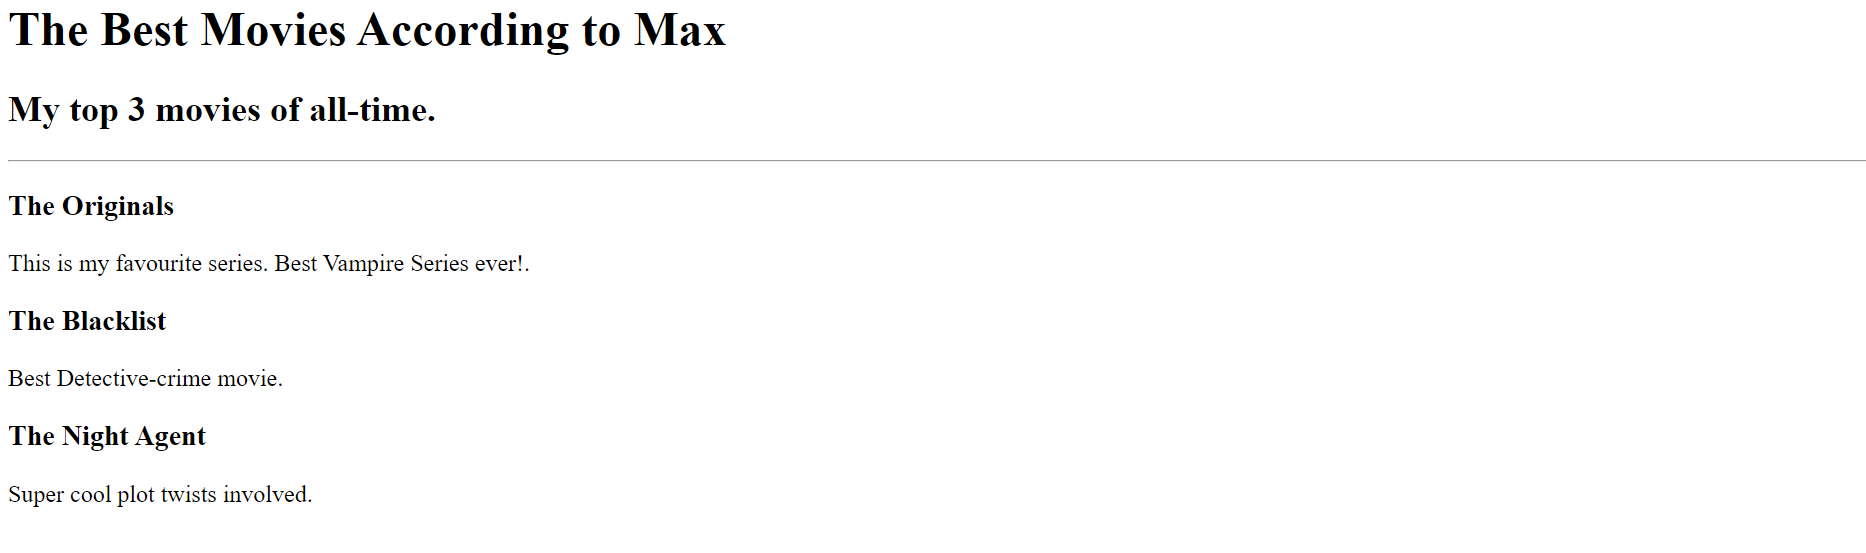 The Best Movies According to Max
My top 3 movies of all-time.
The Originals
This is my favourite series. Best Vampire Series ever!.
The Blacklist
Best Detective-crime movie.
The Night Agent
Super cool plot twists involved.